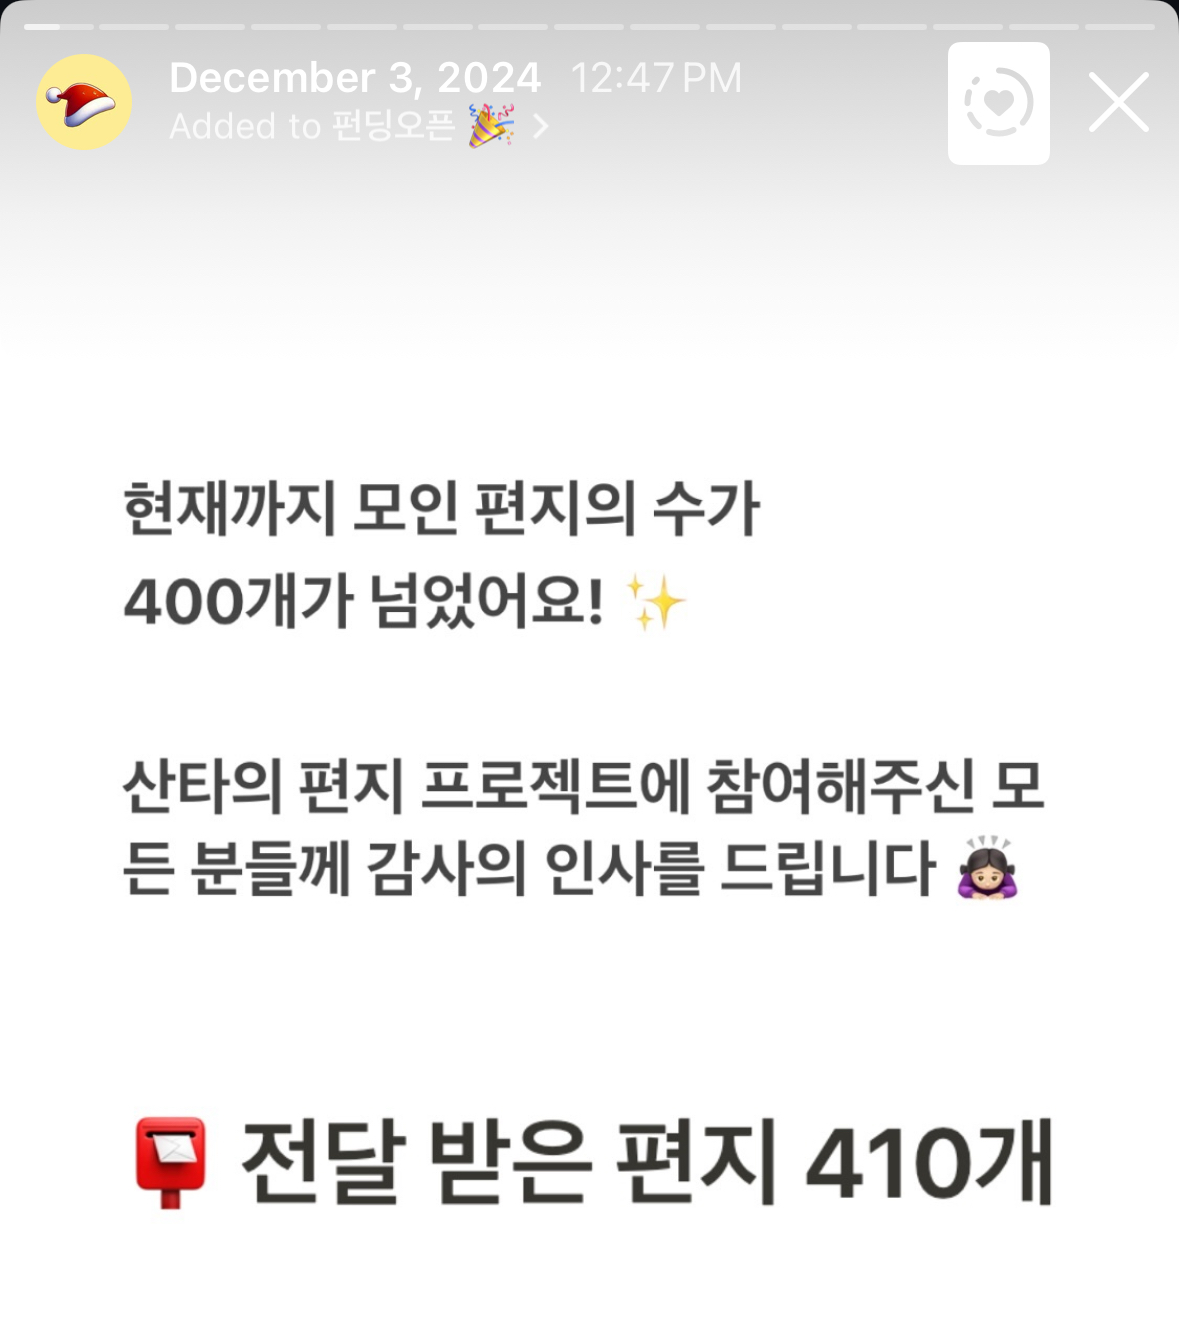 December 3, 2024 12:47 PM
Added to 펀딩오픈 🎉
현재까지 모인 편지의 수가
400개가 넘었어요! ✨
산타의 편지 프로젝트에 참여해주신 모
든 분들께 감사의 인사를 드립니다 🙇🏻‍♀️
📮 전달 받은 편지 410개